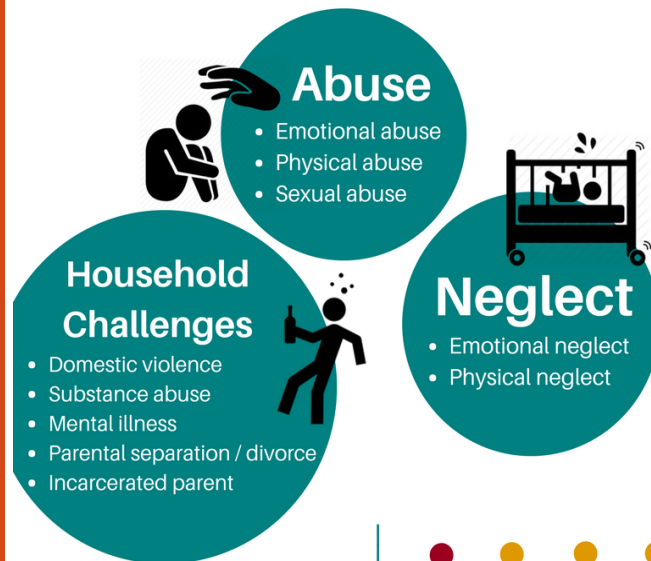 Abuse
• Emotional abuse
• Physical abuse
• Sexual abuse
Household
Challenges
• Domestic violence
• Substance abuse
• Mental illness
• Parental separation / divorce
• Incarcerated parent
Neglect
• Emotional neglect
• Physical neglect